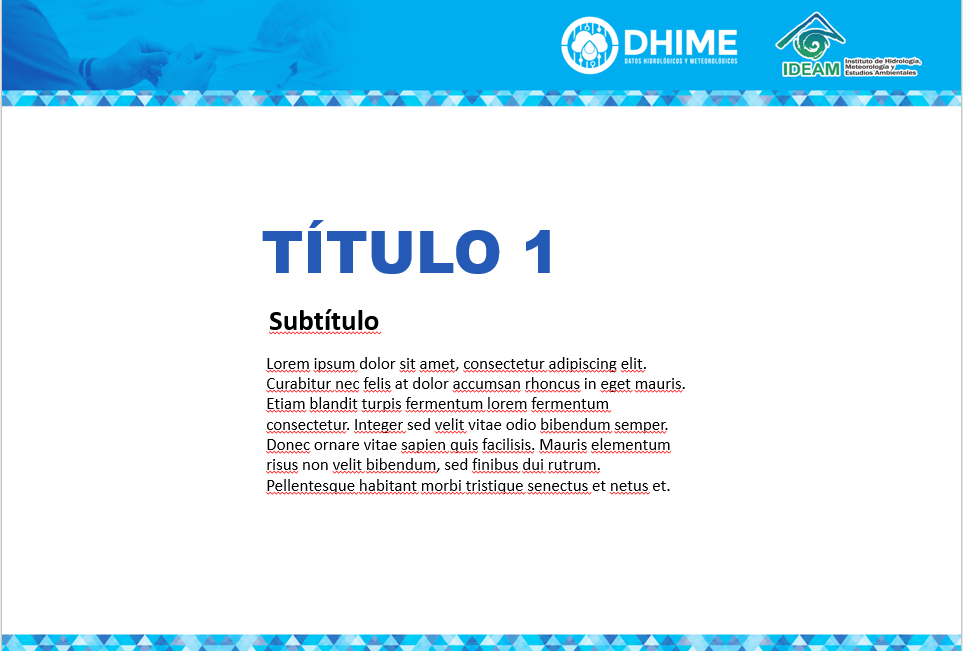 DHIME
DATOS HIDROLÓGICOS Y METEOROLÓGICOS
IDEAM
Instituto de Hidrología,
Meteorología y
Estudios Ambientales
TÍTULO 1
Subtítulo
Lorem ipsum dolor sit amet, consectetur adipiscing elit.
Curabitur nec felis at dolor accumsan rhoncus in eget mauris.
Etiam blandit turpis fermentum lorem fermentum
consectetur. Integer sed velit vitae odio bibendum semper.
Donec ornare vitae sapien quis facilisis. Mauris elementum
risus non velit bibendum, sed finibus dui rutrum.
Pellentesque habitant morbi tristique senectus et netus et.